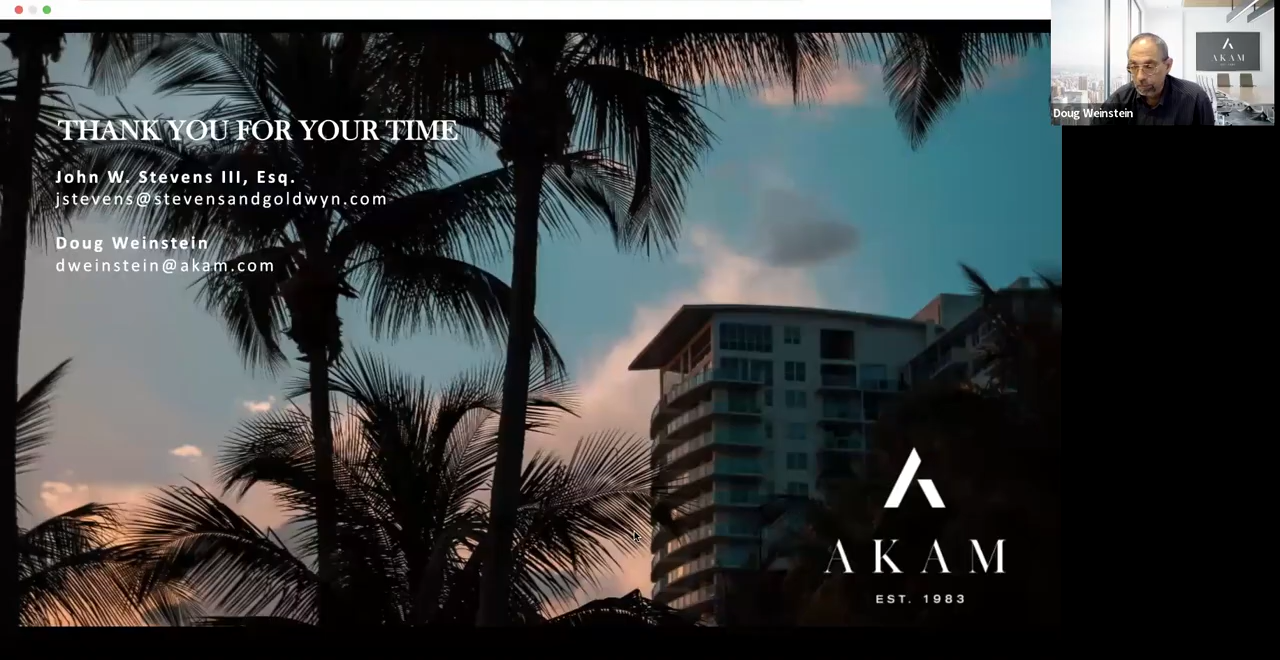 THANK YOU FOR YOUR TIME
John W. Stevens III, Esq.
jstevens@stevensandgoldwyn.com
Doug Weinstein
dweinstein@akam.com
AKAM
EST. 1983
AKAM
Doug Weinstein